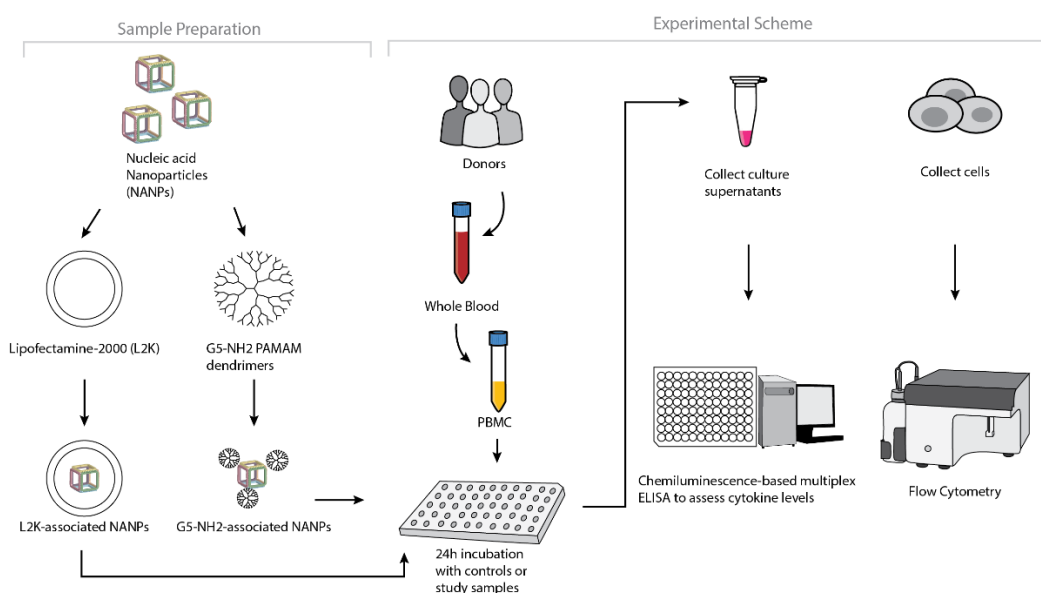 Sample Preparation
Experimental Scheme
Nucleic acid
Nanoparticles
(NANPs)
Lipofectamine-2000 (L2K)
G5-NH2 PAMAM
dendrimers
L2K-associated NANPs
G5-NH2-associated NANPs
Donors
Whole Blood
PBMC
24h incubation
with controls or
study samples
Collect culture
supernatants
Collect cells
Chemiluminescence-based multiplex
ELISA to assess cytokine levels
Flow Cytometry